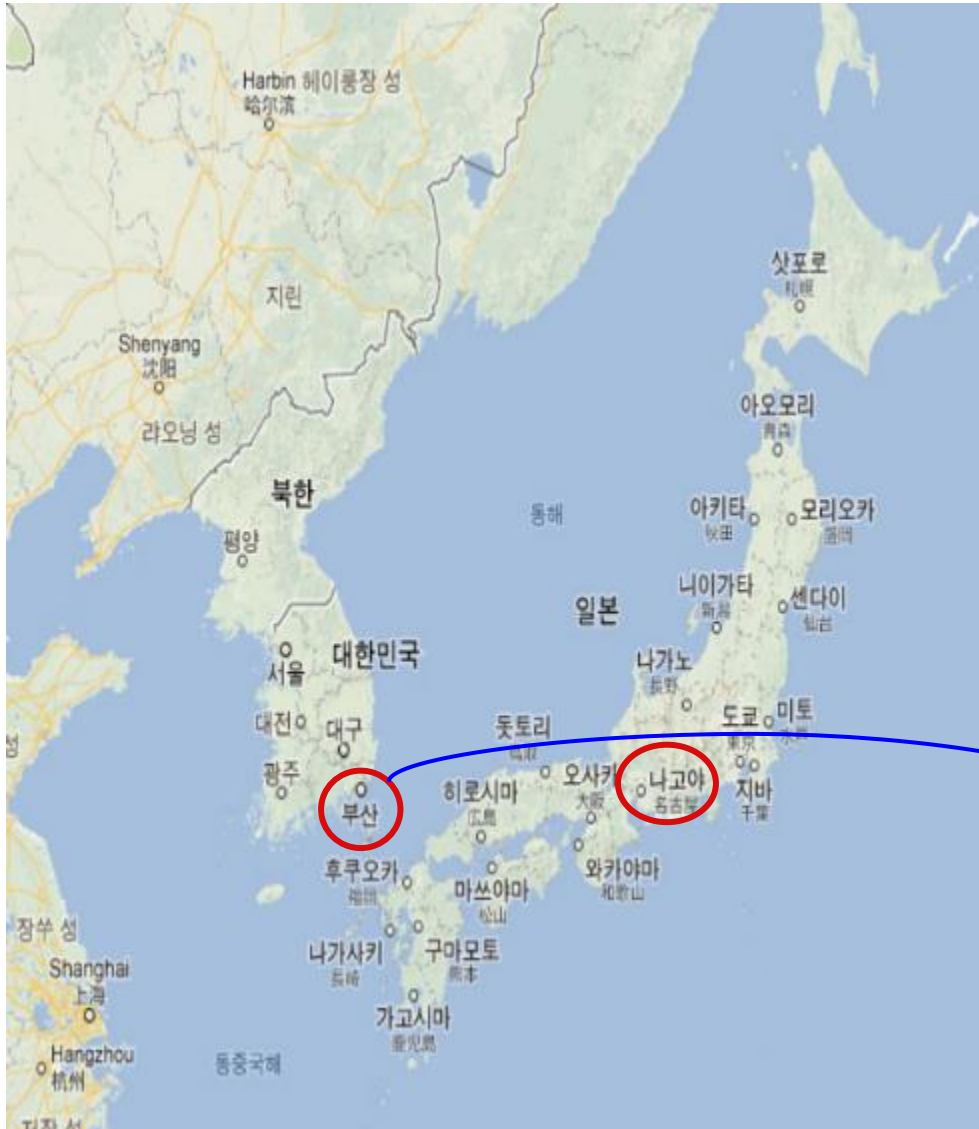 Harbin 헤이룽장 성
哈尔滨
삿포로
札幌
지린
Shenyang
沈阳
랴오닝 성
아오모리
青森
북한
동해
아키타
秋田
모리오카
盛岡
평양
니이가타
新潟
센다이
仙台
일본
서울
대한민국
나가노
長野
대전
대구
돗토리
鳥取
도쿄
東京
미토
水戸
광주
부산
히로시마
広島
오사카
大阪
나고야
名古屋
지바
千葉
후쿠오카
福岡
마쓰야마
松山
와카야마
和歌山
장쑤 성
나가사키
長崎
구마모토
熊本
Shanghai
上海
가고시마
鹿児島
Hangzhou
杭州
동중국해
성